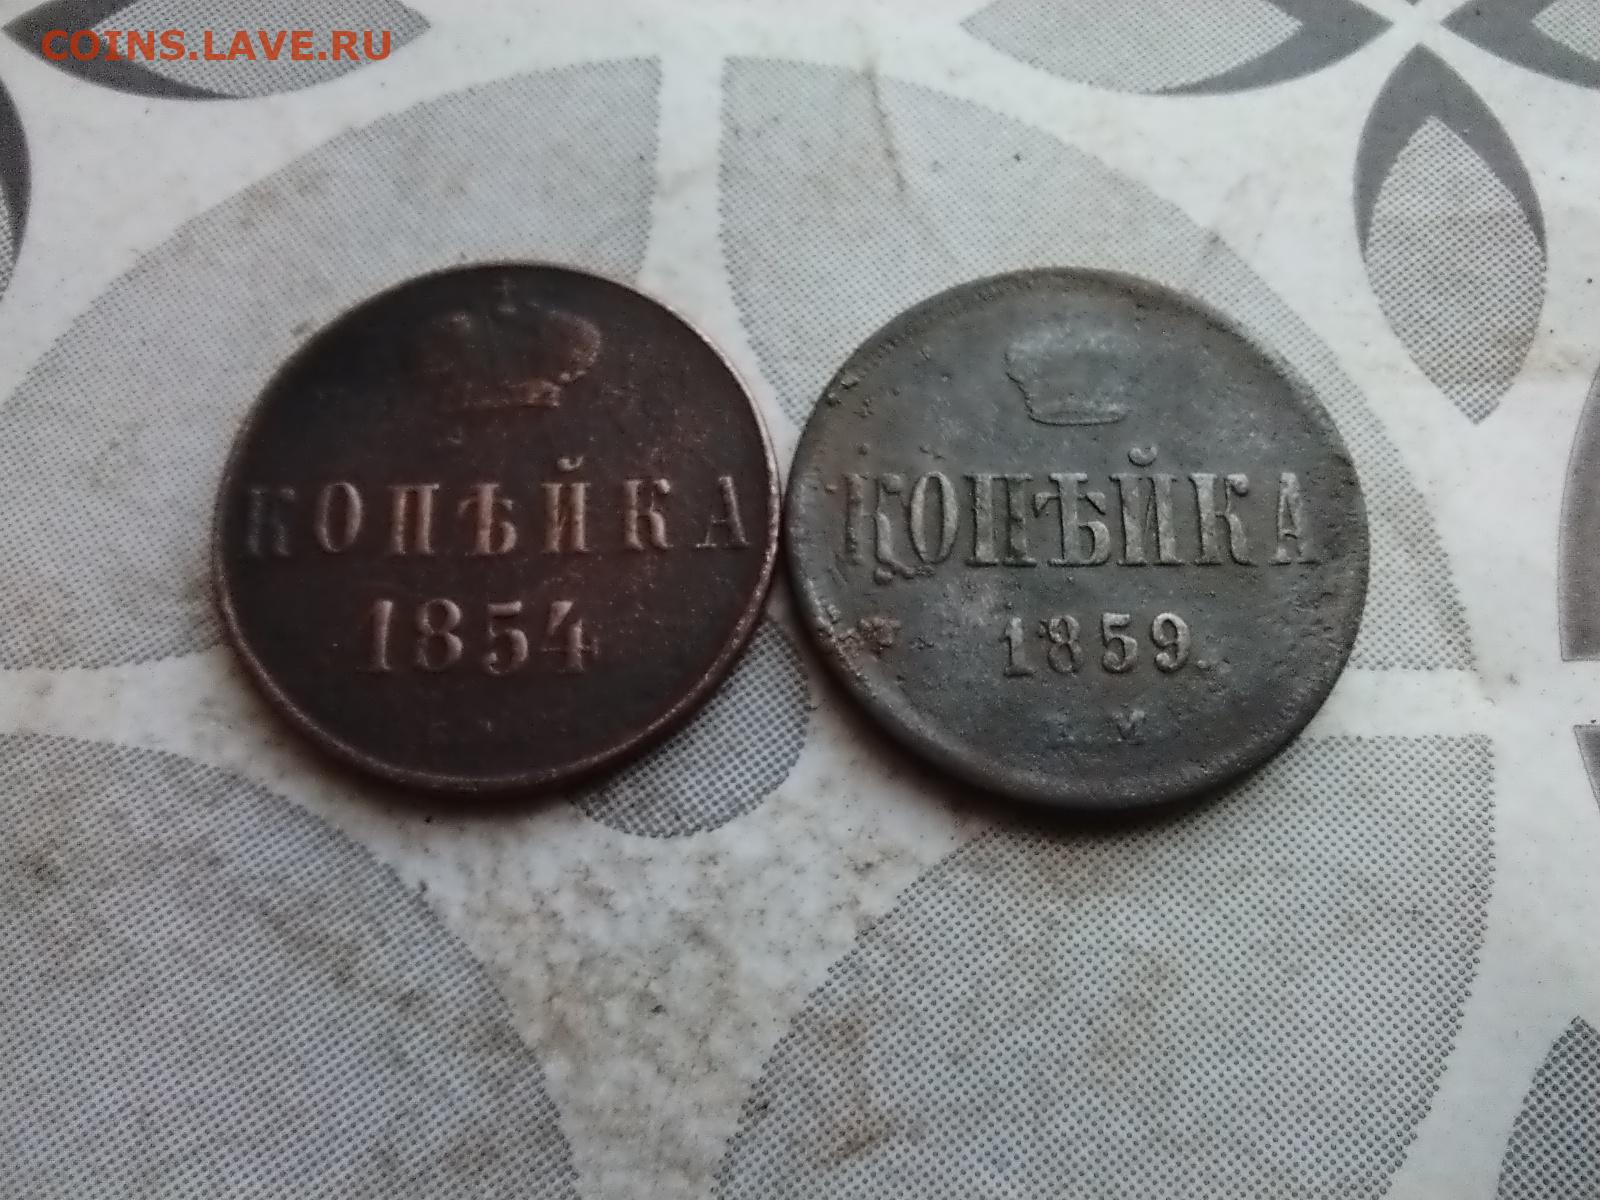 COINS.LAVE.RU
КОПѢЙКА
1854
Е.М.
КОПѢЙКА
1859.
Е.М.